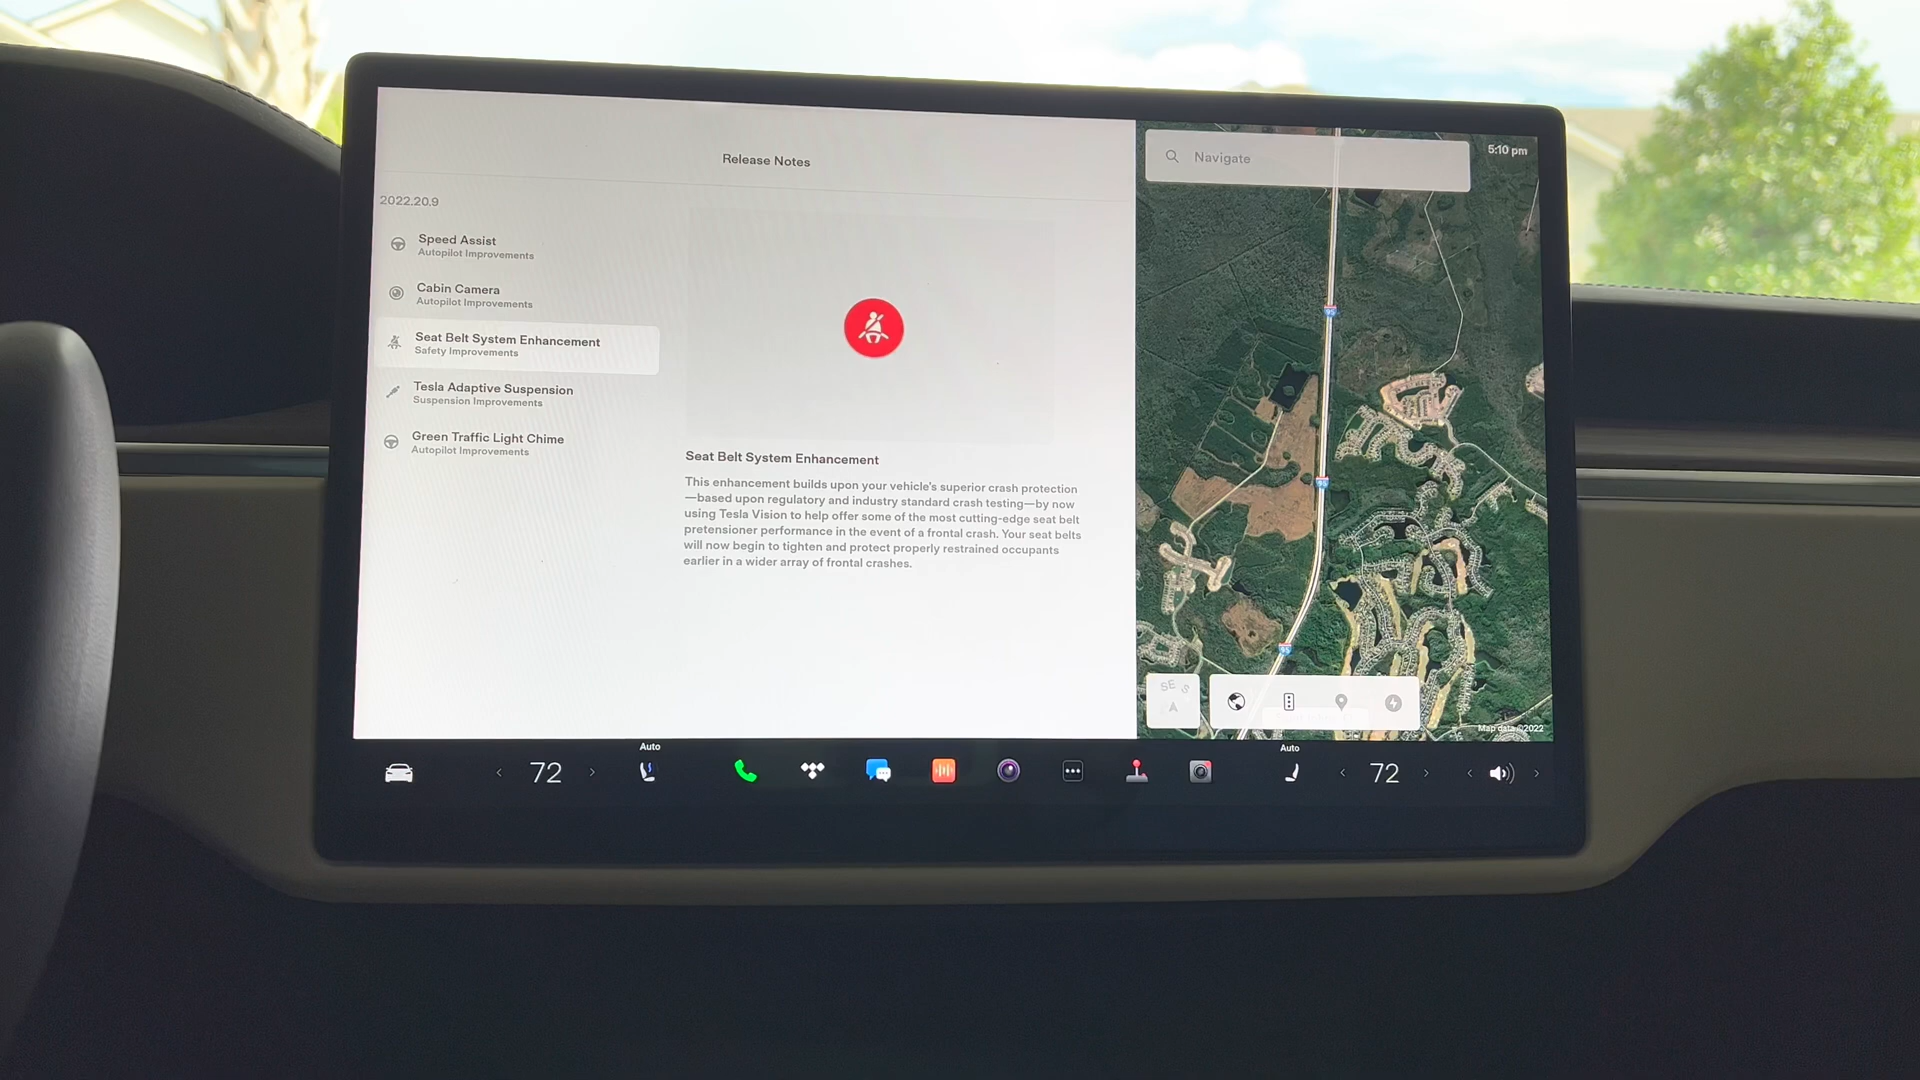 Release Notes
2022.20.9
Speed Assist
Autopilot Improvements
Cabin Camera
Autopilot Improvements
Seat Belt System Enhancement
Safety Improvements
Tesla Adaptive Suspension
Suspension Improvements
Green Traffic Light Chime
Autopilot Improvements
Seat Belt System Enhancement
This enhancement builds upon your vehicle's superior crash protection
—based upon regulatory and industry standard crash testing—by now
using Tesla Vision to help offer some of the most cutting-edge seat belt
pretensioner performance in the event of a frontal crash. Your seat belts
will now begin to tighten and protect properly restrained occupants
earlier in a wider array of frontal crashes.
Navigate
5:10 pm
95
95
95
SE S
Map data ©2022
Auto
72
Auto
72